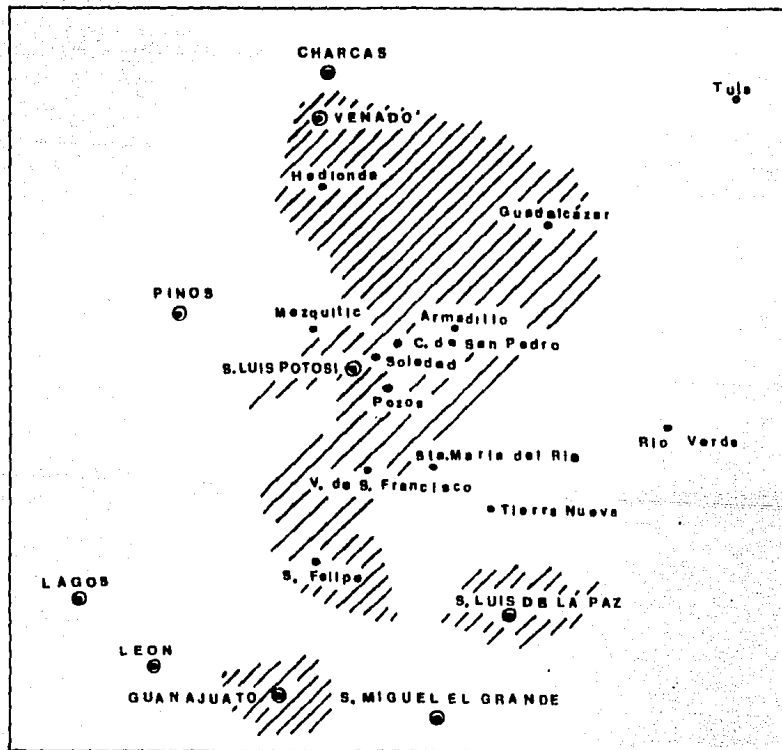 CHARCAS
Tula
VENADO
Hedionda
Guadalcázar
PINOS
Mezquitic
Armadillo
C. de San Pedro
S. LUIS POTOSI
Soledad
Pozos
Rio Verde
Sta. Maria del Rio
V. de S. Francisco
Tierra Nueva
S. Felipe
LAGOS
S. LUIS DE LA PAZ
LEON
GUANAJUATO
S. MIGUEL EL GRANDE